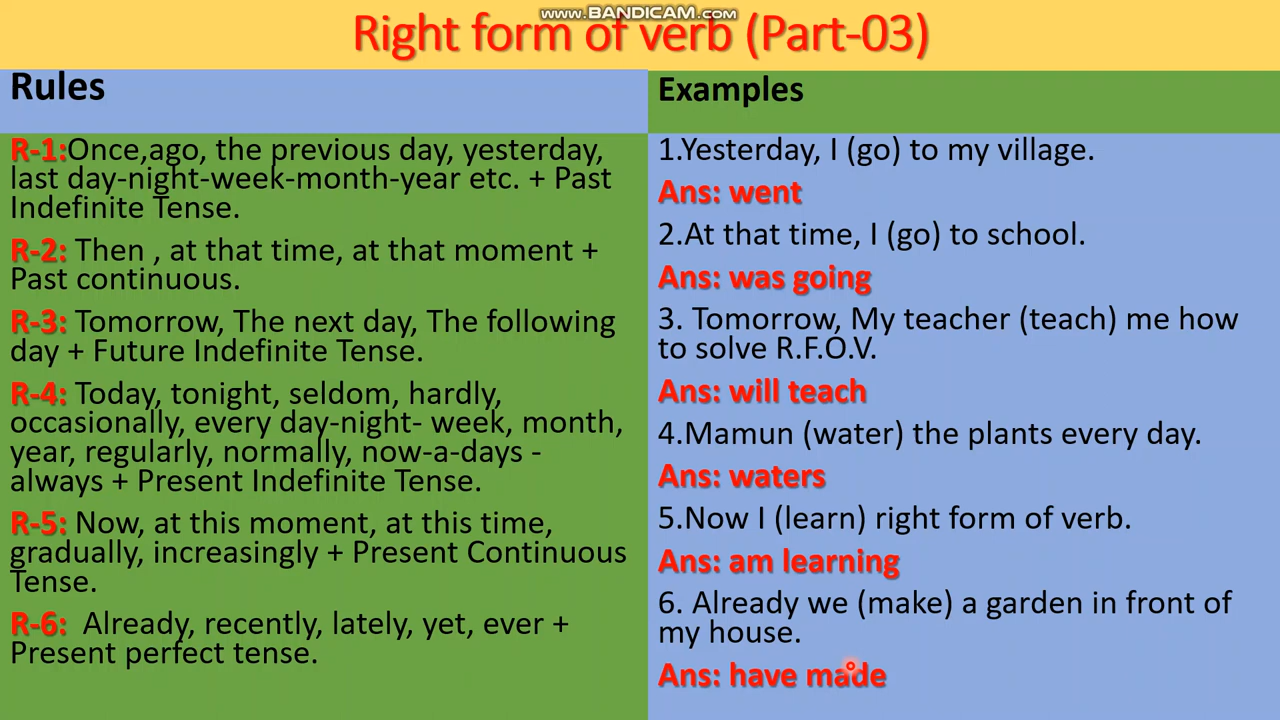 www.BANDICAM.com
Right form of verb (Part-03)
Rules
R-1:Once,ago, the previous day, yesterday,
last day-night-week-month-year etc. + Past
Indefinite Tense.
R-2: Then , at that time, at that moment +
Past continuous.
R-3: Tomorrow, The next day, The following
day + Future Indefinite Tense.
R-4: Today, tonight, seldom, hardly,
occasionally, every day-night- week, month,
year, regularly, normally, now-a-days -
always + Present Indefinite Tense.
R-5: Now, at this moment, at this time,
gradually, increasingly + Present Continuous
Tense.
R-6:  Already, recently, lately, yet, ever +
Present perfect tense.
Examples
1.Yesterday, I (go) to my village.
Ans: went
2.At that time, I (go) to school.
Ans: was going
3. Tomorrow, My teacher (teach) me how
to solve R.F.O.V.
Ans: will teach
4.Mamun (water) the plants every day.
Ans: waters
5.Now I (learn) right form of verb.
Ans: am learning
6. Already we (make) a garden in front of
my house.
Ans: have made